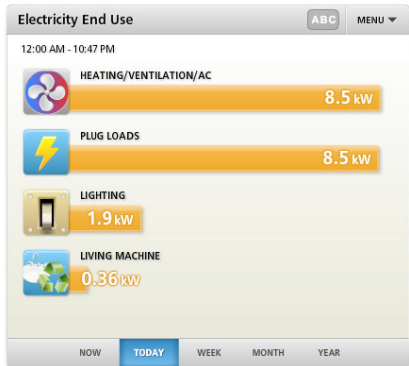 Electricity End Use
ABC
MENU
12:00 AM - 10:47 PM
HEATING/VENTILATION/AC
8.5 kW
PLUG LOADS
8.5 kW
LIGHTING
1.9 kW
LIVING MACHINE
0.36 kW
NOW TODAY WEEK MONTH YEAR